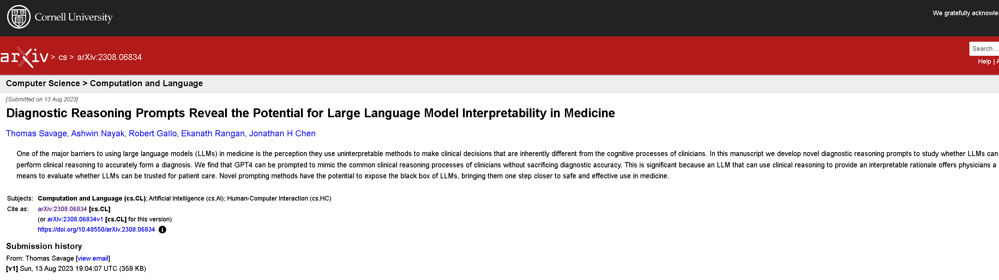 Cornell University
We gratefully acknowle
arXiv > cs > arXiv:2308.06834
Search...
Help | A
Computer Science > Computation and Language
[Submitted on 13 Aug 2023]
Diagnostic Reasoning Prompts Reveal the Potential for Large Language Model Interpretability in Medicine
Thomas Savage, Ashwin Nayak, Robert Gallo, Ekanath Rangan, Jonathan H Chen
One of the major barriers to using large language models (LLMs) in medicine is the perception they use uninterpretable methods to make clinical decisions that are inherently different from the cognitive processes of clinicians. In this manuscript we develop novel diagnostic reasoning prompts to study whether LLMs can
perform clinical reasoning to accurately form a diagnosis. We find that GPT4 can be prompted to mimic the common clinical reasoning processes of clinicians without sacrificing diagnostic accuracy. This is significant because an LLM that can use clinical reasoning to provide an interpretable rationale offers physicians a
means to evaluate whether LLMs can be trusted for patient care. Novel prompting methods have the potential to expose the black box of LLMs, bringing them one step closer to safe and effective use in medicine.
Subjects: Computation and Language (cs.CL); Artificial Intelligence (cs.AI); Human-Computer Interaction (cs.HC)
Cite as: arXiv:2308.06834 [cs.CL]
(or arXiv:2308.06834v1 [cs.CL] for this version)
https://doi.org/10.48550/arXiv.2308.06834
Submission history
From: Thomas Savage [view email]
[v1] Sun, 13 Aug 2023 19:04:07 UTC (359 KB)